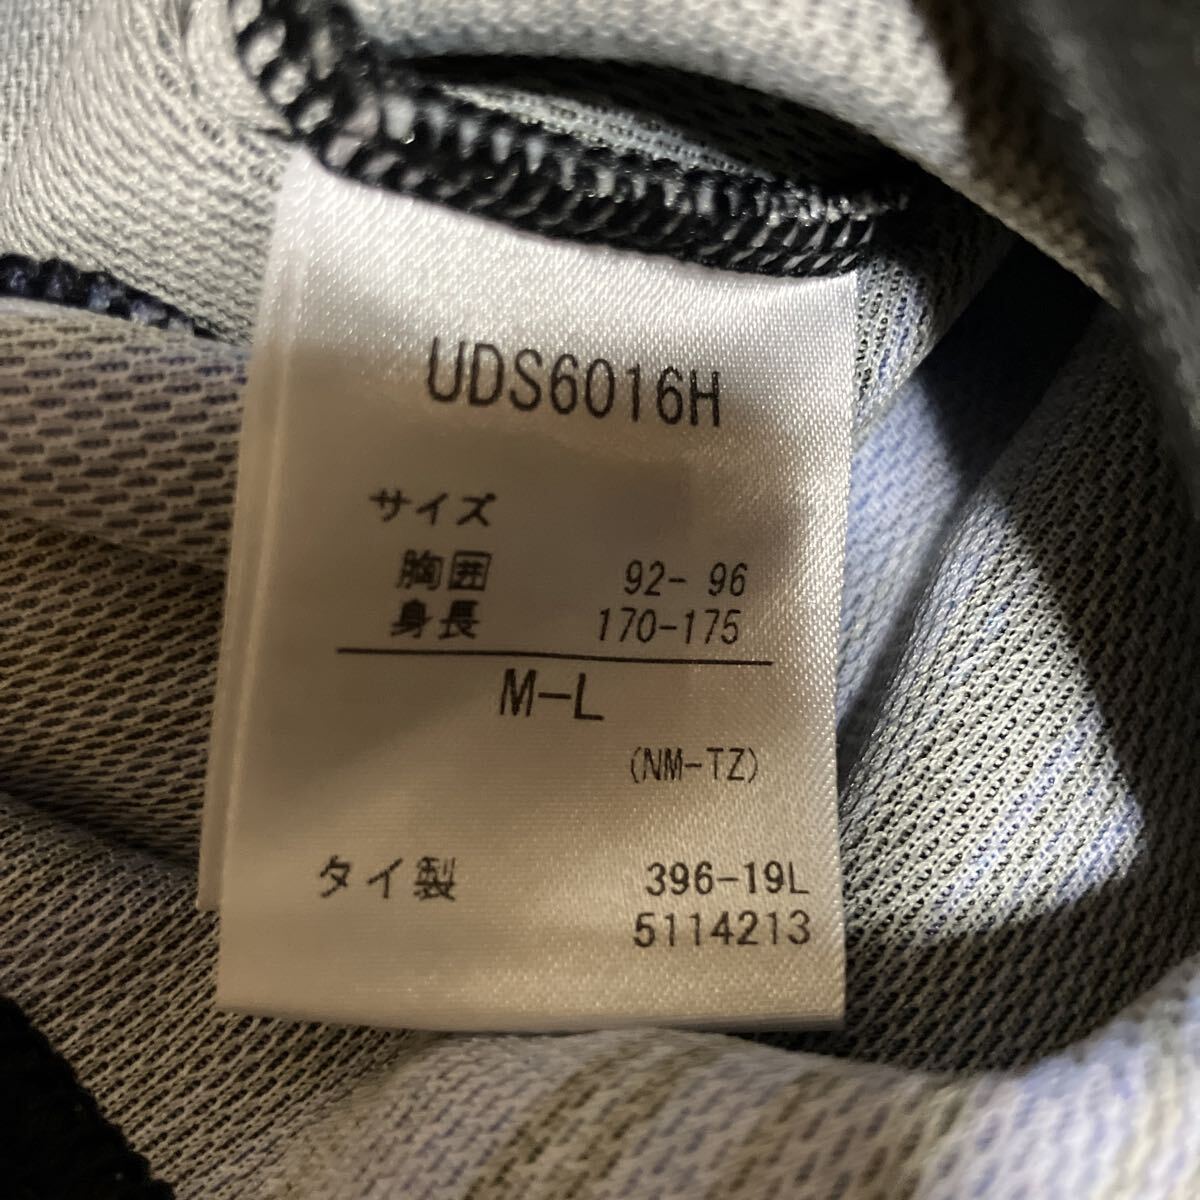 UDS6016H
サイズ
胸囲 92- 96
身長 170-175
M-L
(NM-TZ)
タイ製 396-19L
5114213